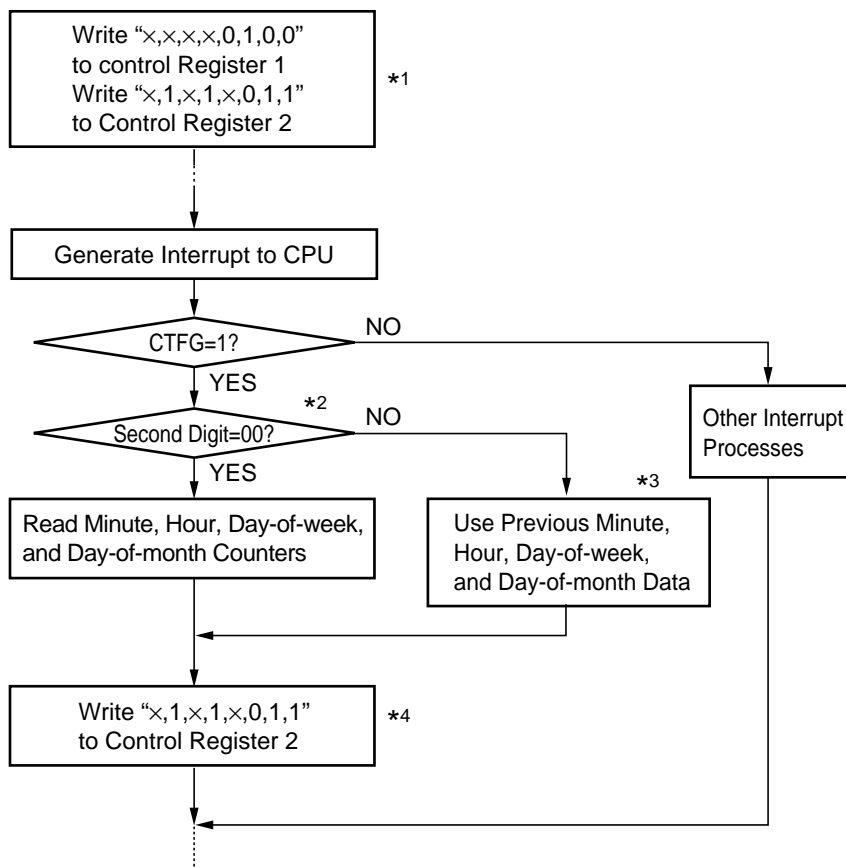 Write “×,×,×,×,0,1,0,0”
to control Register 1
Write “×,1,×,1,×,0,1,1”
to Control Register 2
*1
Generate Interrupt to CPU
CTFG=1?
NO
YES
*2
Second Digit=00?
NO
YES
Other Interrupt
Processes
*3
Read Minute, Hour, Day-of-week,
and Day-of-month Counters
Use Previous Minute,
Hour, Day-of-week,
and Day-of-month Data
Write “×,1,×,1,×,0,1,1”
to Control Register 2
*4